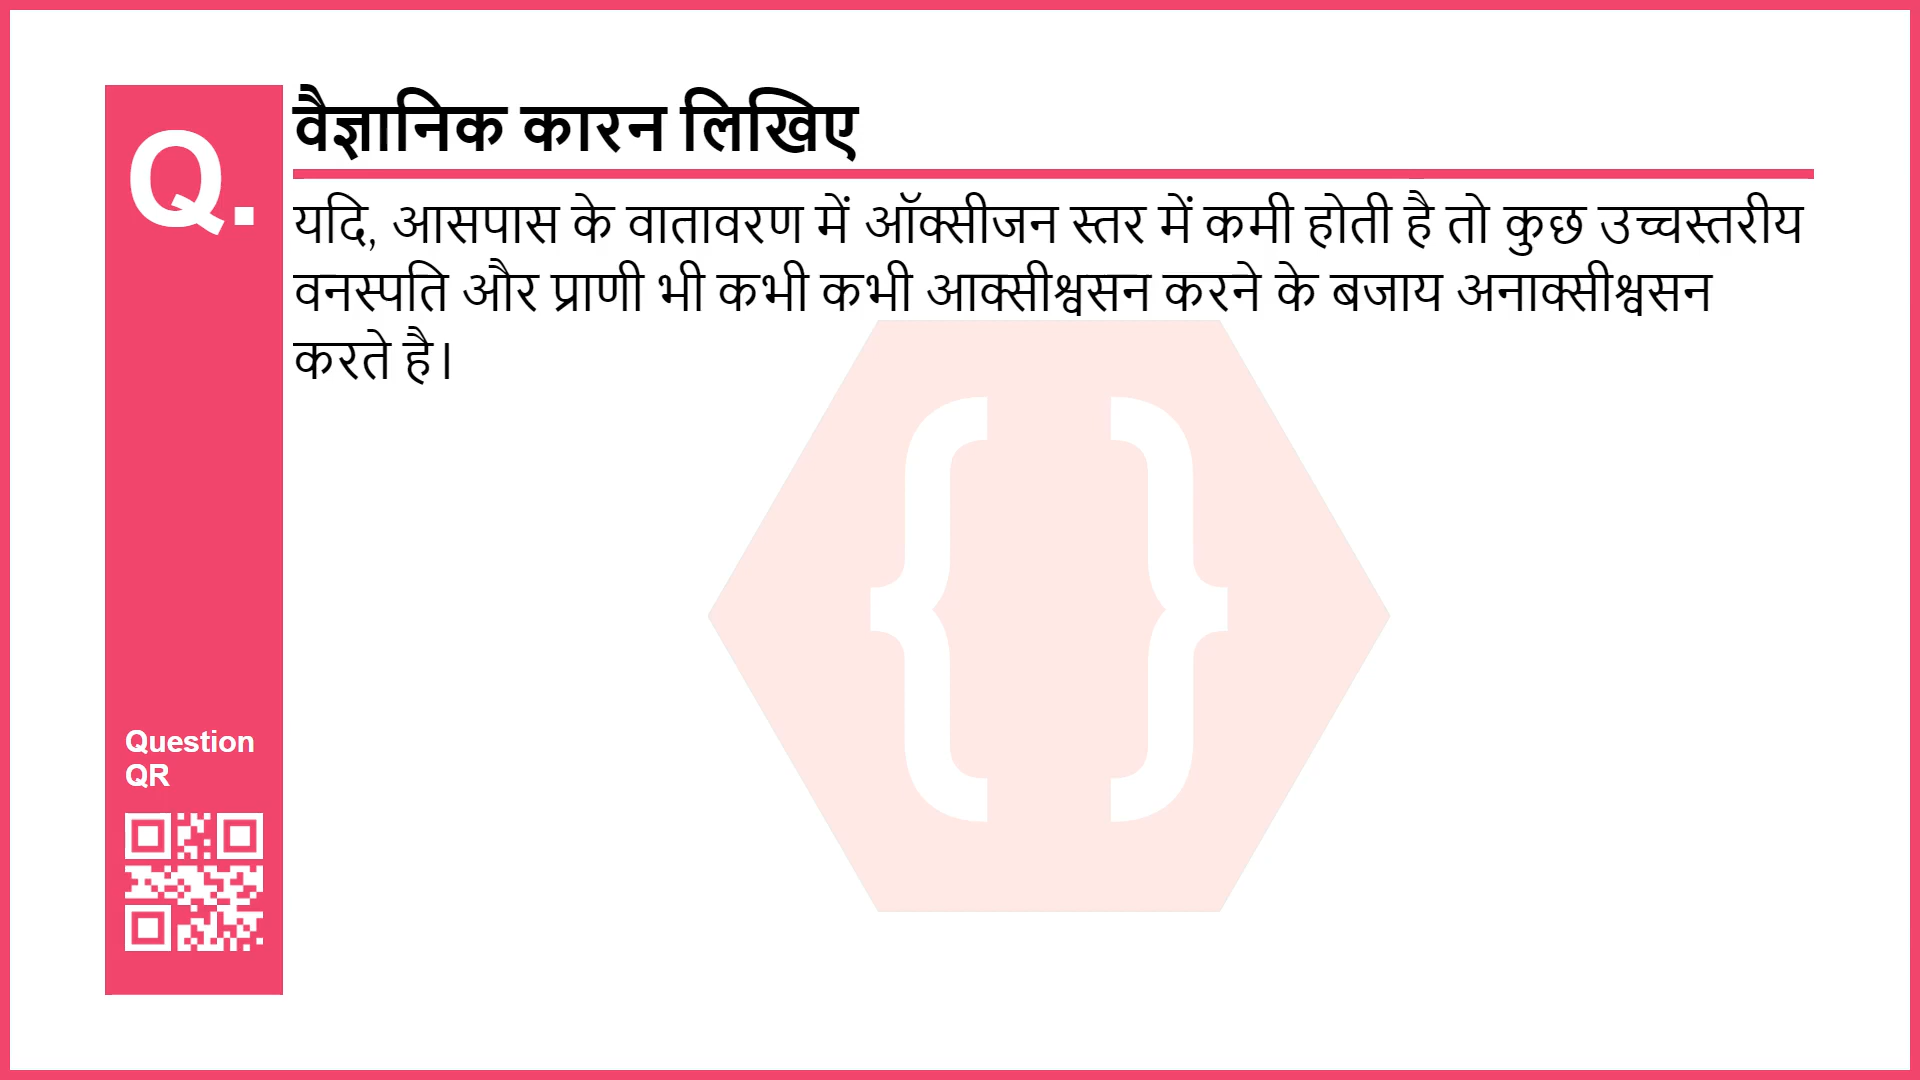 Q.
वैज्ञानिक कारन लिखिए
यदि, आसपास के वातावरण में ऑक्सीजन स्तर में कमी होती है तो कुछ उच्चस्तरीय
वनस्पति और प्राणी भी कभी कभी आक्सीश्वसन करने के बजाय अनाक्सीश्वसन
करते है।
Question
QR